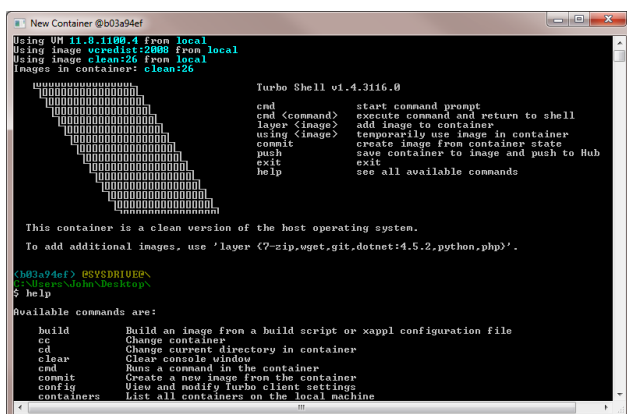 New Container @b03a94ef
Using VM 11.8.1100.4 from local
Using image vcredist:2008 from local
Using image clean:26 from local
Images in container: clean:26
Turbo Shell v1.4.3116.0
cmd start command prompt
cmd <command> execute command and return to shell
layer <image> add image to container
using <image> temporarily use image in container
commit create image from container state
push save container to image and push to Hub
exit exit
help see all available commands
This container is a clean version of the host operating system.
To add additional images, use 'layer <7-zip,wget,git,dotnet:4.5.2,python,php>'.
<b03a94ef> @SYSDRIVE@\
C:\Users\John\Desktop\
$ help
Available commands are:
build Build an image from a build script or xappl configuration file
cc Change container
cd Change current directory in container
clear Clear console window
cmd Runs a command in the container
commit Create a new image from the container
config View and modify Turbo client settings
containers List all containers on the local machine